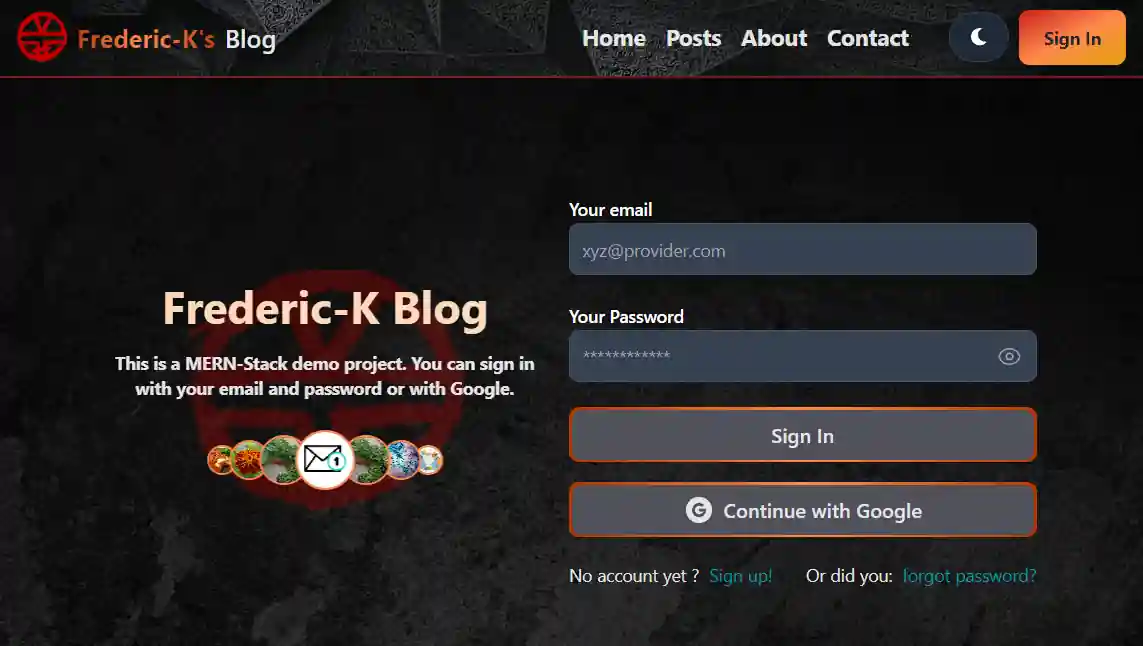 Frederic-K's Blog
Home Posts About Contact
Sign In
Your email
xyz@provider.com
Frederic-K Blog
This is a MERN-Stack demo project. You can sign in
with your email and password or with Google.
1
Your Password
************
Sign In
G Continue with Google
No account yet ? Sign up! Or did you: forgot password?